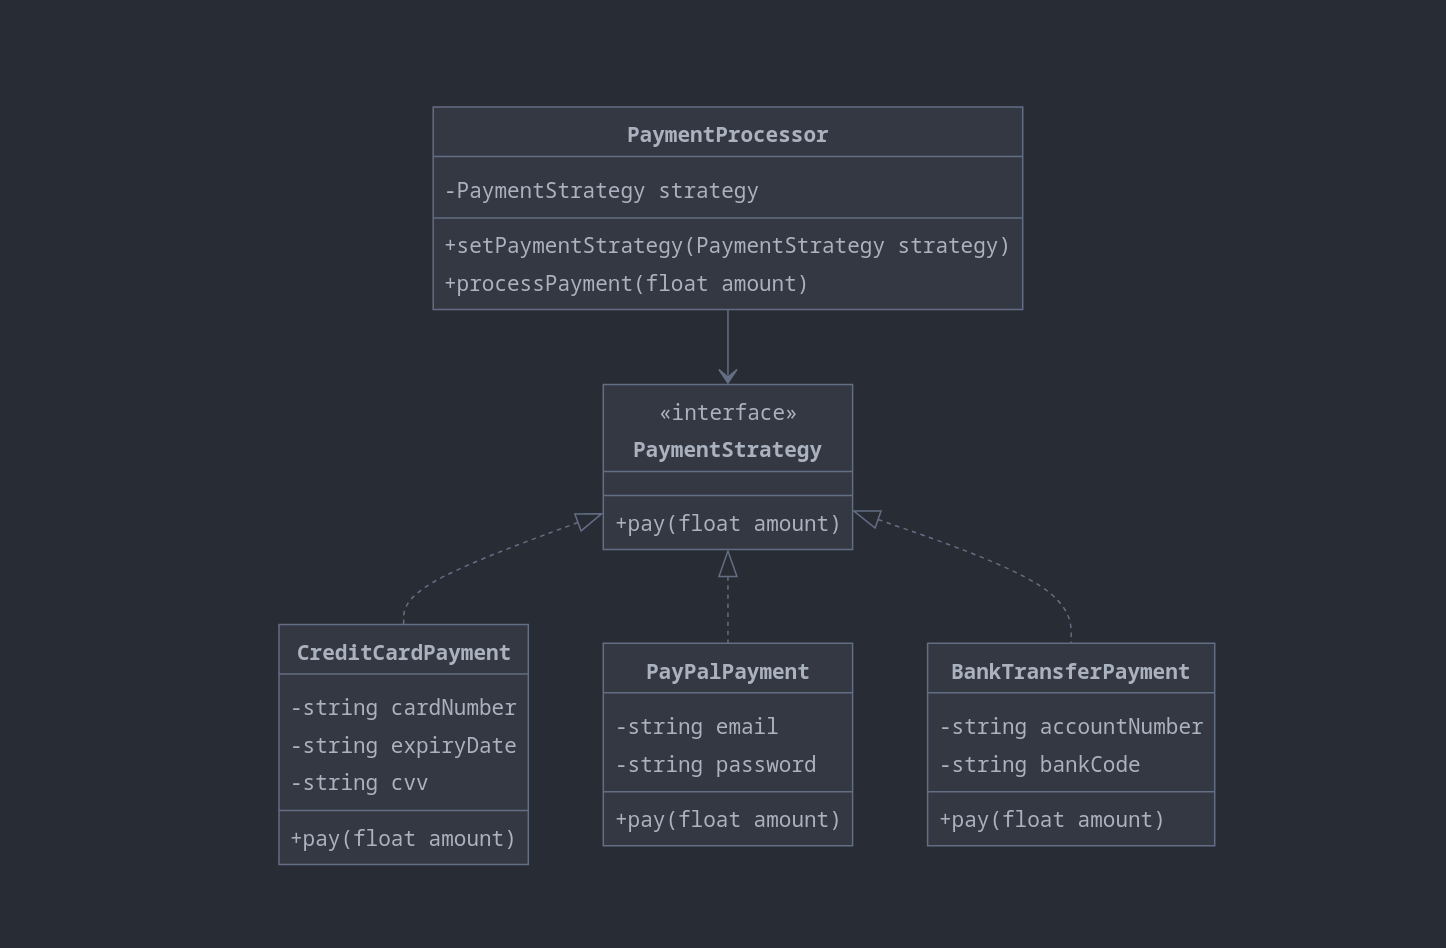 PaymentProcessor
-PaymentStrategy strategy
+setPaymentStrategy(PaymentStrategy strategy)
+processPayment(float amount)
«interface»
PaymentStrategy
+pay(float amount)
CreditCardPayment
-string cardNumber
-string expiryDate
-string cvv
+pay(float amount)
PayPalPayment
-string email
-string password
+pay(float amount)
BankTransferPayment
-string accountNumber
-string bankCode
+pay(float amount)